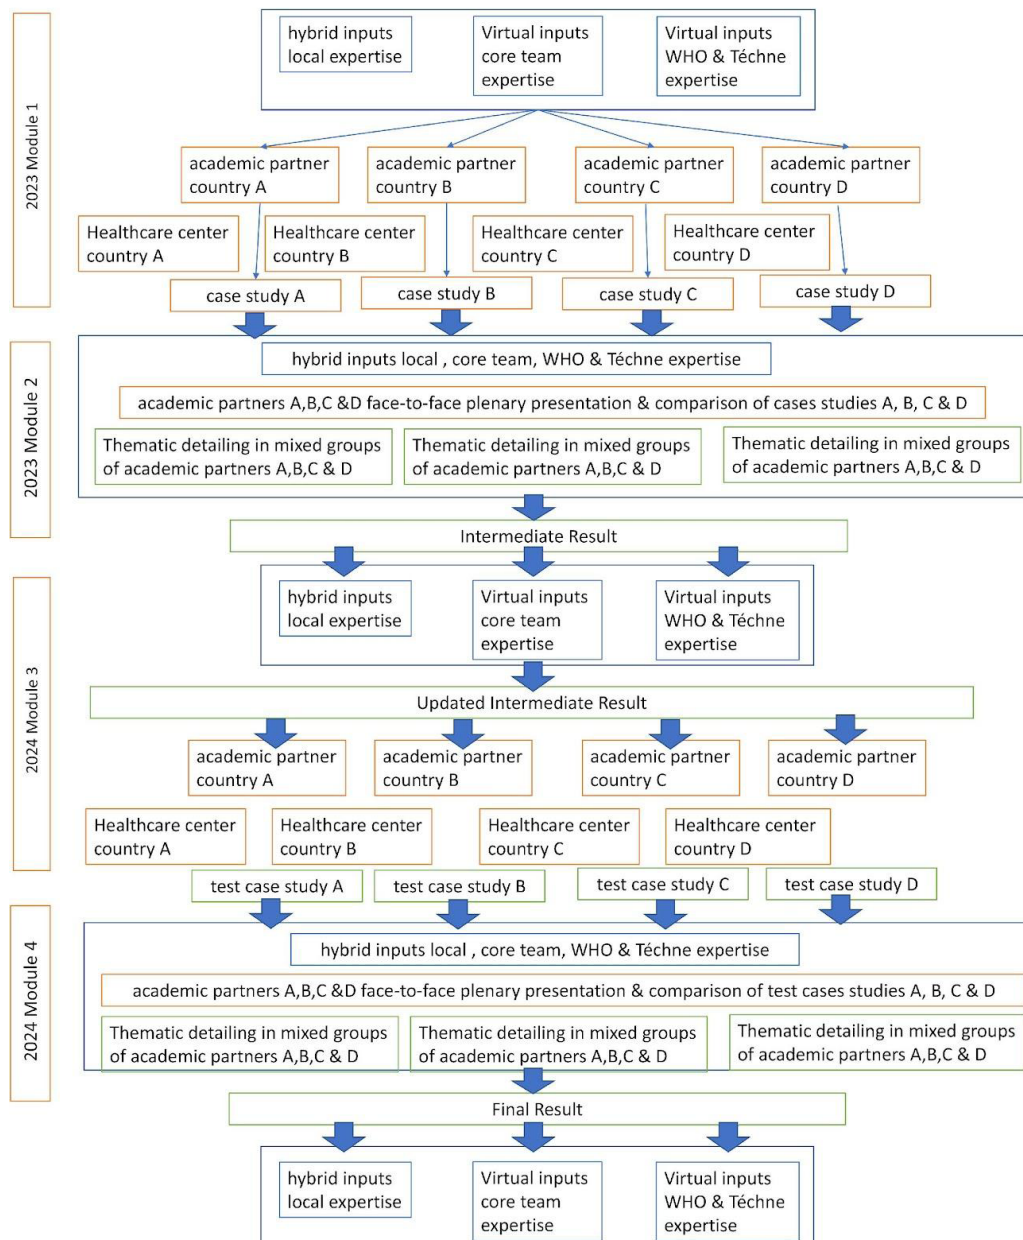 2023 Module 1
hybrid inputs
local expertise
Virtual inputs
core team
expertise
Virtual inputs
WHO & Téchne
expertise
academic partner
country A
academic partner
country B
academic partner
country C
academic partner
country D
Healthcare center
country A
Healthcare center
country B
Healthcare center
country C
Healthcare center
country D
case study A
case study B
case study C
case study D
2023 Module 2
hybrid inputs local , core team, WHO & Téchne expertise
academic partners A,B,C &D face-to-face plenary presentation & comparison of cases studies A, B, C & D
Thematic detailing in mixed groups
of academic partners A,B,C & D
Thematic detailing in mixed groups
of academic partners A,B,C & D
Thematic detailing in mixed groups
of academic partners A,B,C & D
Intermediate Result
2024 Module 3
hybrid inputs
local expertise
Virtual inputs
core team
expertise
Virtual inputs
WHO & Téchne
expertise
Updated Intermediate Result
academic partner
country A
academic partner
country B
academic partner
country C
academic partner
country D
Healthcare center
country A
Healthcare center
country B
Healthcare center
country C
Healthcare center
country D
test case study A
test case study B
test case study C
test case study D
2024 Module 4
hybrid inputs local , core team, WHO & Téchne expertise
academic partners A,B,C &D face-to-face plenary presentation & comparison of test cases studies A, B, C & D
Thematic detailing in mixed groups
of academic partners A,B,C & D
Thematic detailing in mixed groups
of academic partners A,B,C & D
Thematic detailing in mixed groups
of academic partners A,B,C & D
Final Result
hybrid inputs
local expertise
Virtual inputs
core team
expertise
Virtual inputs
WHO & Téchne
expertise